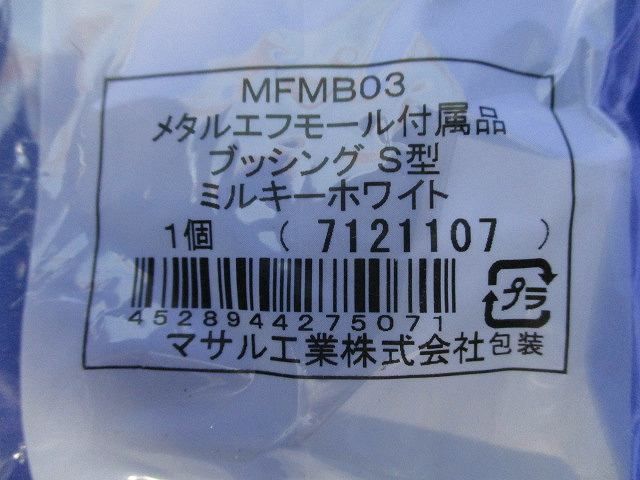 MFMB03
メタルエフモール付属品
ブッシング S型
ミルキーホワイト
1個 ( 7121107 )
4528944275071
プラ
マサル工業株式会社 包装